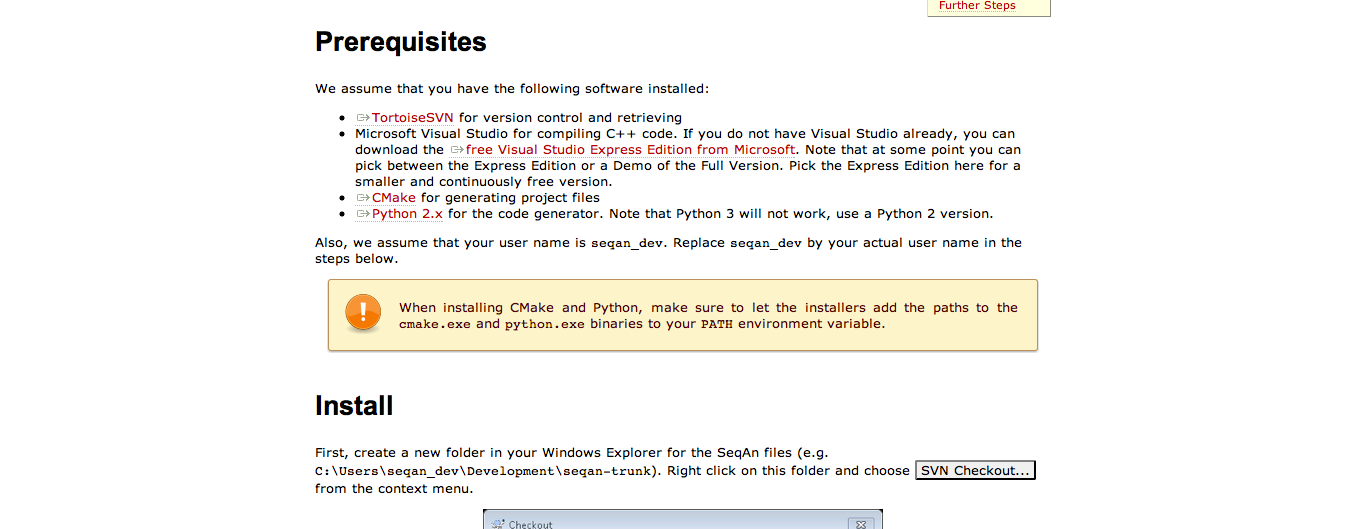 Further Steps
Prerequisites
We assume that you have the following software installed:
TortoiseSVN for version control and retrieving
Microsoft Visual Studio for compiling C++ code. If you do not have Visual Studio already, you can
download the free Visual Studio Express Edition from Microsoft. Note that at some point you can
pick between the Express Edition or a Demo of the Full Version. Pick the Express Edition here for a
smaller and continuously free version.
CMake for generating project files
Python 2.x for the code generator. Note that Python 3 will not work, use a Python 2 version.
Also, we assume that your user name is seqan_dev. Replace seqan_dev by your actual user name in the
steps below.
When installing CMake and Python, make sure to let the installers add the paths to the
cmake.exe and python.exe binaries to your PATH environment variable.
Install
First, create a new folder in your Windows Explorer for the SeqAn files (e.g.
C:\Users\seqan_dev\Development\seqan-trunk). Right click on this folder and choose SVN Checkout...
from the context menu.
Checkout